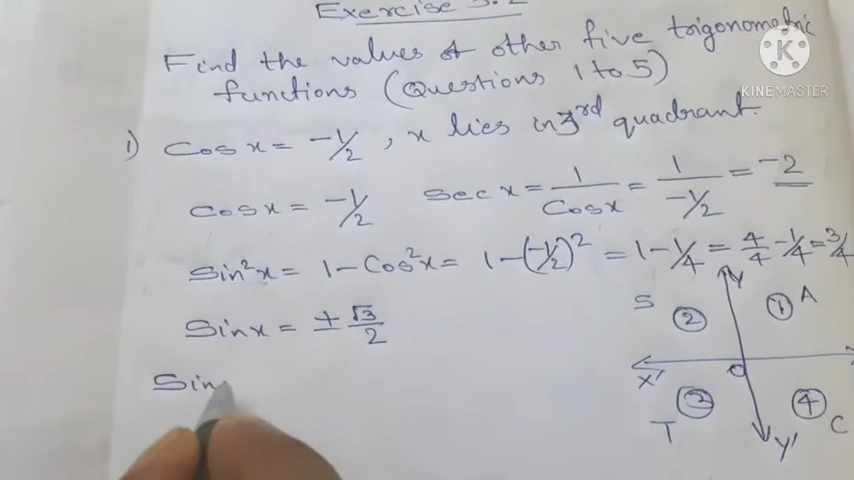 Exercise 3.2
Find the values of other five trigonometric
functions (Questions 1 to 5)
K
KINEMASTER
1) Cos x = -1/2 , x lies in 3rd quadrant.
Cos x = -1/2 sec x = 1/Cos x = 1/-1/2 = -2
Sin²x = 1 - Cos²x = 1 - (-1/2)² = 1 - 1/4 = 4/4 - 1/4 = 3/4
Sin x = ± √3/2
Sin
Y
S 2 1 A
X' O
3 4
T C
Y'